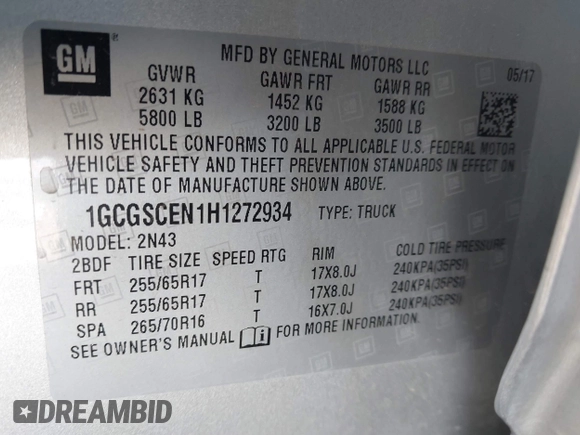 GM
MFD BY GENERAL MOTORS LLC
05/17
GVWR GAWR FRT GAWR RR
2631 KG 1452 KG 1588 KG
5800 LB 3200 LB 3500 LB
THIS VEHICLE CONFORMS TO ALL APPLICABLE U.S. FEDERAL MOTOR
VEHICLE SAFETY AND THEFT PREVENTION STANDARDS IN EFFECT ON
THE DATE OF MANUFACTURE SHOWN ABOVE.
1GCGSCEN1H1272934 TYPE: TRUCK
MODEL: 2N43
2BDF TIRE SIZE SPEED RTG RIM COLD TIRE PRESSURE
FRT 255/65R17 T 17X8.0J 240KPA(35PSI)
RR 255/65R17 T 17X8.0J 240KPA(35PSI)
SPA 265/70R16 T 16X7.0J 240KPA(35PSI)
SEE OWNER'S MANUAL FOR MORE INFORMATION.
DREAMBID